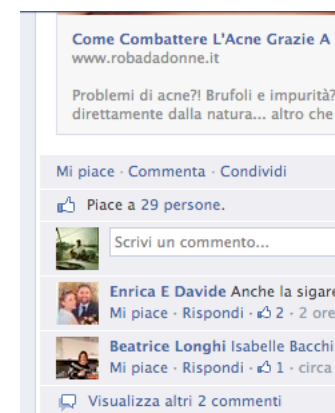 Come Combattere L'Acne Grazie A
www.robadadonne.it
Problemi di acne?! Brufoli e impurità?
direttamente dalla natura... altro che
Mi piace · Commenta · Condividi
Piace a 29 persone.
Scrivi un commento...
Enrica E Davide Anche la sigare
Mi piace · Rispondi · 2 · 2 ore
Beatrice Longhi Isabelle Bacchi
Mi piace · Rispondi · 1 · circa
Visualizza altri 2 commenti